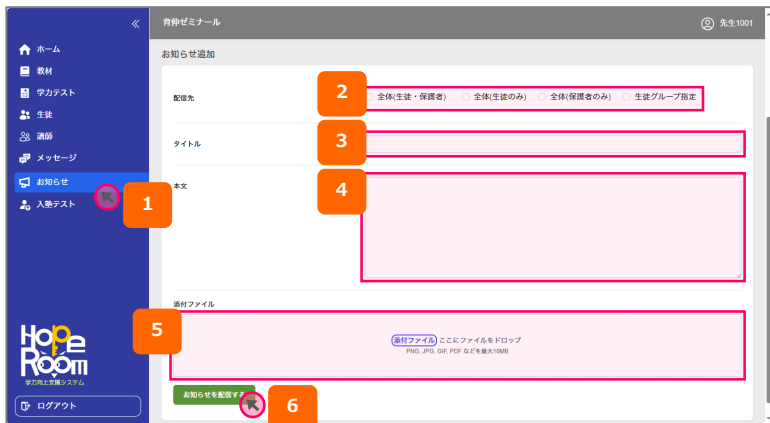 育伸ゼミナール
先生1001
ホーム
教材
学力テスト
生徒
講師
メッセージ
お知らせ
入塾テスト
Hope Room
学力向上支援システム
ログアウト
お知らせ追加
配信先
全体(生徒・保護者) 全体(生徒のみ) 全体(保護者のみ) 生徒グループ指定
タイトル
本文
添付ファイル
添付ファイル ここにファイルをドロップ
PNG, JPG, GIF, PDF などを最大10MB
お知らせを配信す
1
2
3
4
5
6